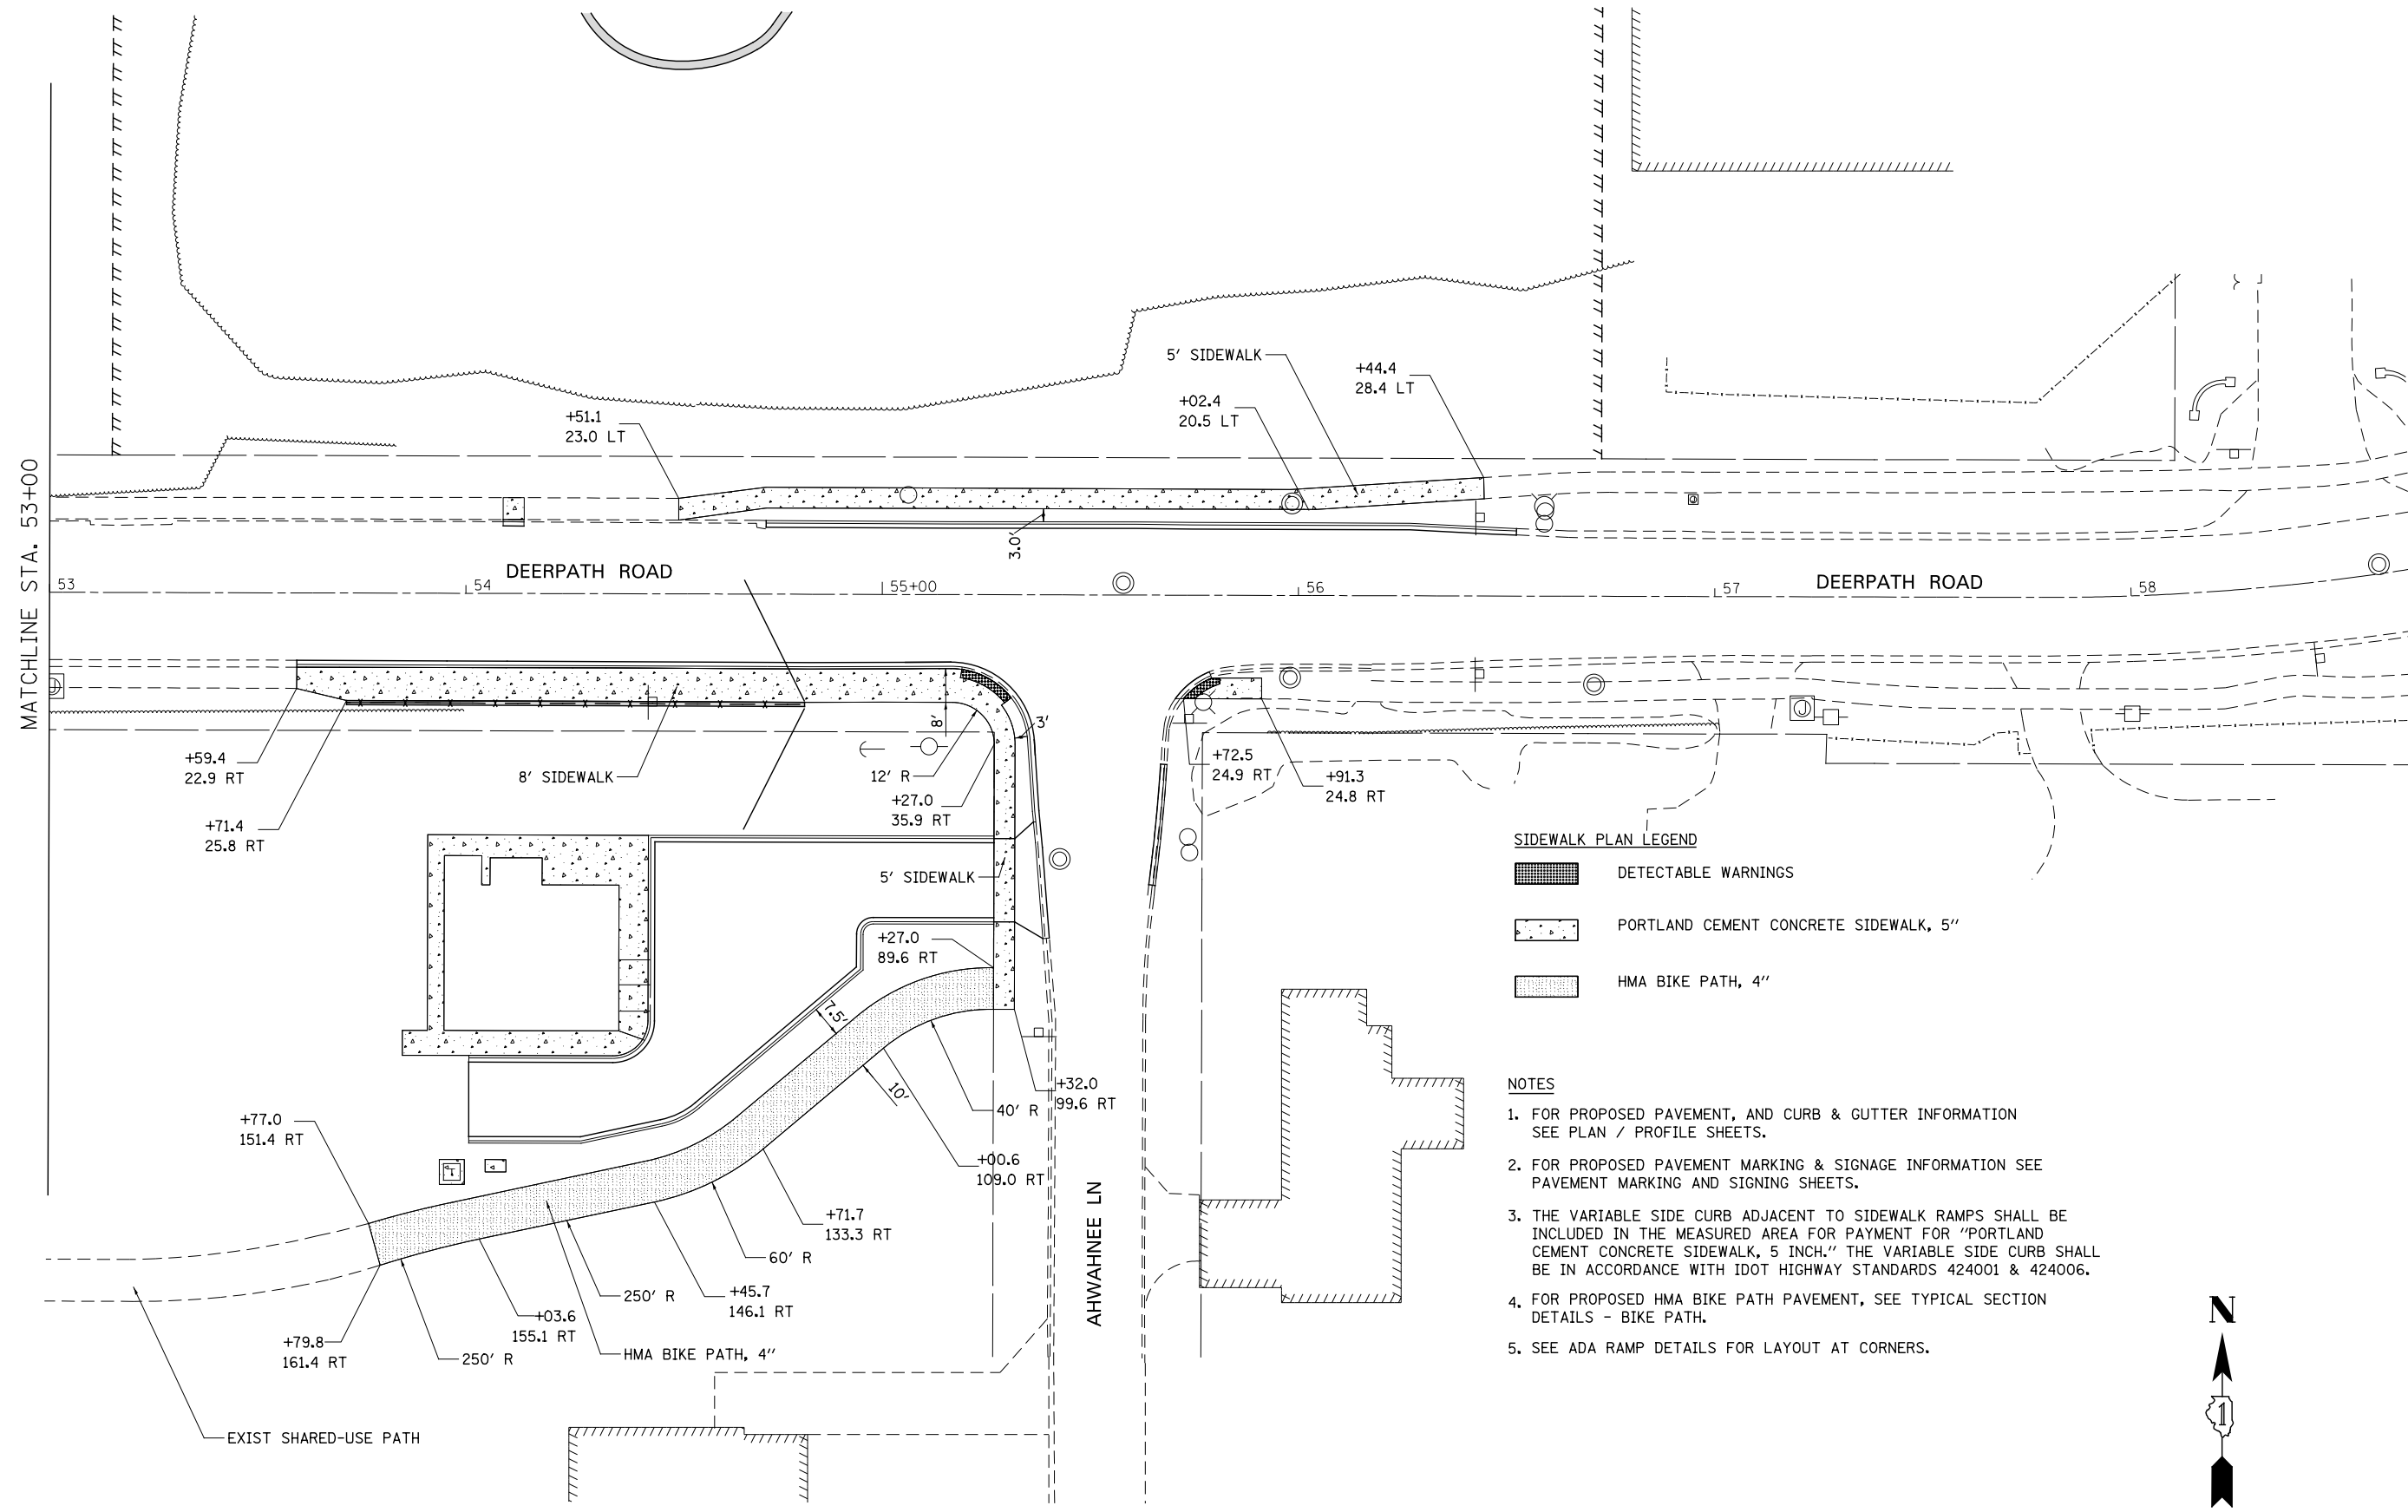 5' SIDEWALK
+44.4
28.4 LT
+02.4
20.5 LT
+51.1
23.0 LT
MATCHLINE STA. 53+00
3.0'
DEERPATH ROAD
DEERPATH ROAD
53
54
55+00
56
57
58
8'
3'
+59.4
22.9 RT
8' SIDEWALK
12' R
+27.0
35.9 RT
+72.5
24.9 RT
+91.3
24.8 RT
+71.4
25.8 RT
5' SIDEWALK
SIDEWALK PLAN LEGEND
DETECTABLE WARNINGS
PORTLAND CEMENT CONCRETE SIDEWALK, 5"
HMA BIKE PATH, 4"
+27.0
89.6 RT
7.5'
10'
40' R
+32.0
99.6 RT
+77.0
151.4 RT
T
+00.6
109.0 RT
+71.7
133.3 RT
60' R
250' R
+45.7
146.1 RT
+03.6
155.1 RT
HMA BIKE PATH, 4"
+79.8
161.4 RT
250' R
EXIST SHARED-USE PATH
AHWAHNEE LN
J
NOTES
1. FOR PROPOSED PAVEMENT, AND CURB & GUTTER INFORMATION
SEE PLAN / PROFILE SHEETS.
2. FOR PROPOSED PAVEMENT MARKING & SIGNAGE INFORMATION SEE
PAVEMENT MARKING AND SIGNING SHEETS.
3. THE VARIABLE SIDE CURB ADJACENT TO SIDEWALK RAMPS SHALL BE
INCLUDED IN THE MEASURED AREA FOR PAYMENT FOR "PORTLAND
CEMENT CONCRETE SIDEWALK, 5 INCH." THE VARIABLE SIDE CURB SHALL
BE IN ACCORDANCE WITH IDOT HIGHWAY STANDARDS 424001 & 424006.
4. FOR PROPOSED HMA BIKE PATH PAVEMENT, SEE TYPICAL SECTION
DETAILS - BIKE PATH.
5. SEE ADA RAMP DETAILS FOR LAYOUT AT CORNERS.
N
1